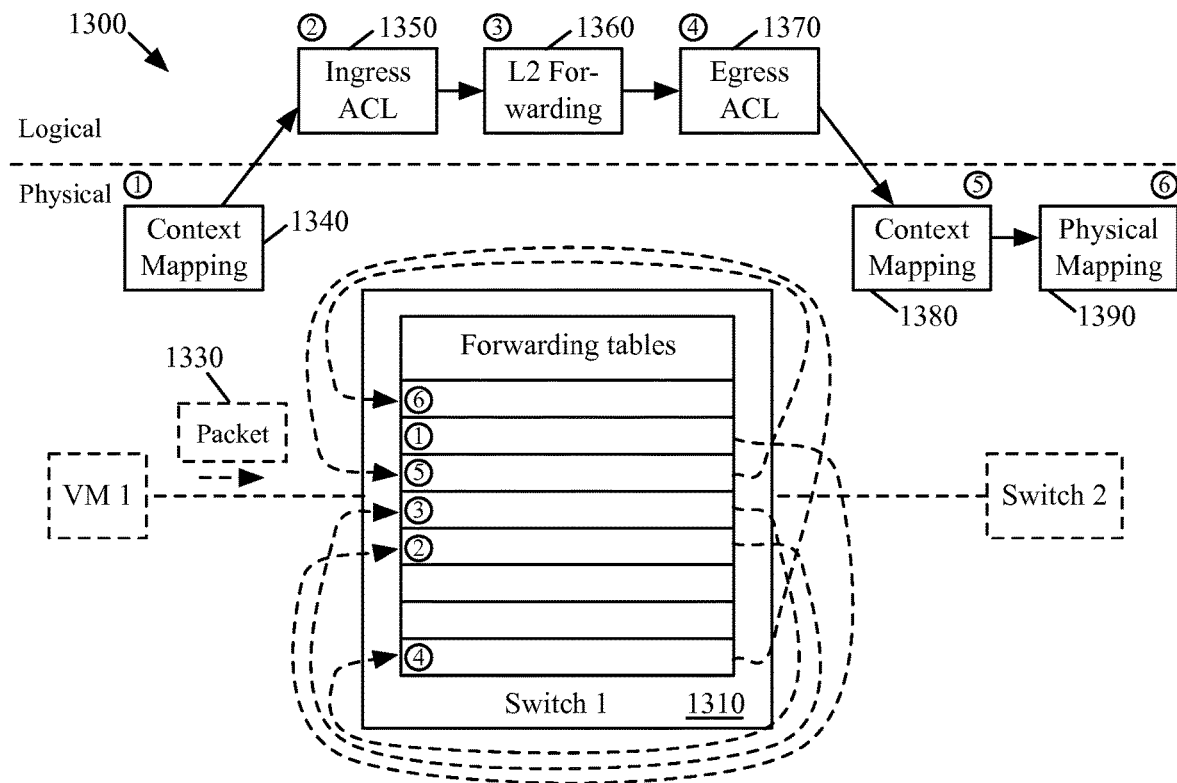 1300
② 1350 ③ 1360 ④ 1370
Ingress
ACL
L2 For-
warding
Egress
ACL
Logical
Physical
①
Context
Mapping
1340
⑤ ⑥
Context
Mapping
Physical
Mapping
1380 1390
Forwarding tables
⑥
①
⑤
③
②
④
1330
Packet
VM 1
Switch 2
Switch 1 1310